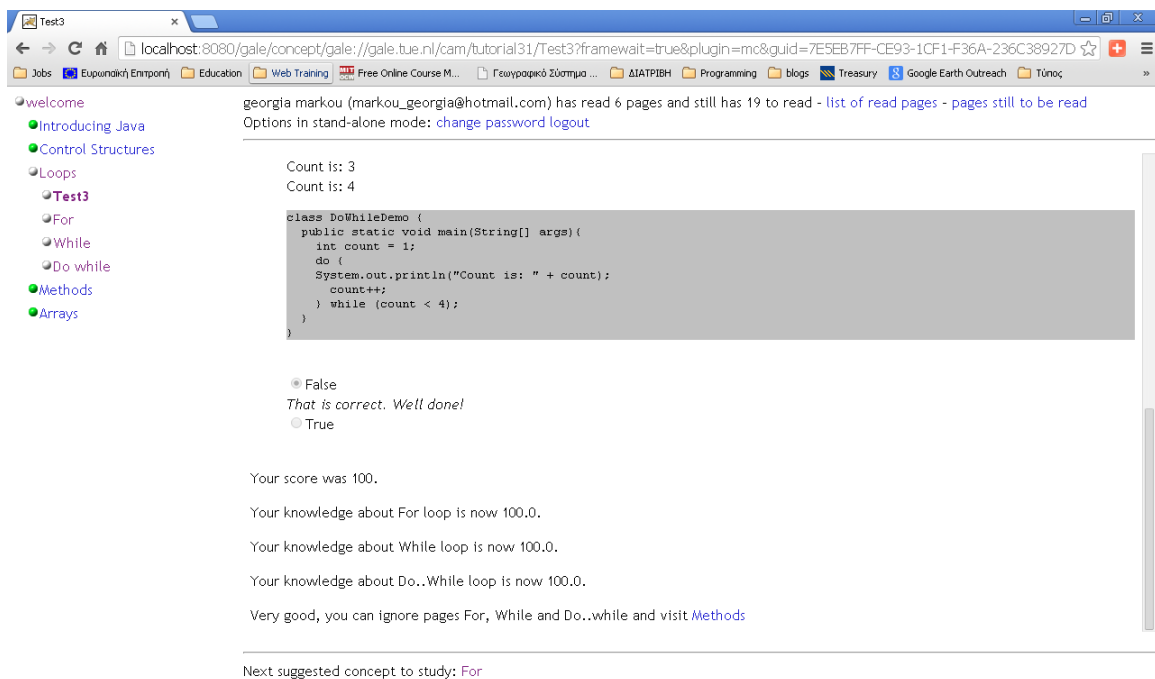 Test3
localhost:8080/gale/concept/gale://gale.tue.nl/cam/tutorial31/Test3?framewait=true&plugin=mc&guid=7E5EB7FF-CE93-1CF1-F36A-236C38927D
Jobs Ευρωπαϊκή Επιτροπή Education Web Training Free Online Course M... Γεωγραφικό Σύστημα ... ΔΙΑΤΡΙΒΗ Programming blogs Treasury Google Earth Outreach Τύπος »
welcome
Introducing Java
Control Structures
Loops
Test3
For
While
Do while
Methods
Arrays
georgia markou (markou_georgia@hotmail.com) has read 6 pages and still has 19 to read - list of read pages - pages still to be read
Options in stand-alone mode: change password logout
Count is: 3
Count is: 4
class DoWhileDemo {
public static void main(String[] args){
int count = 1;
do {
System.out.println("Count is: " + count);
count++;
} while (count < 4);
}
}
False
That is correct. Well done!
True
Your score was 100.
Your knowledge about For loop is now 100.0.
Your knowledge about While loop is now 100.0.
Your knowledge about Do..While loop is now 100.0.
Very good, you can ignore pages For, While and Do..while and visit Methods
Next suggested concept to study: For